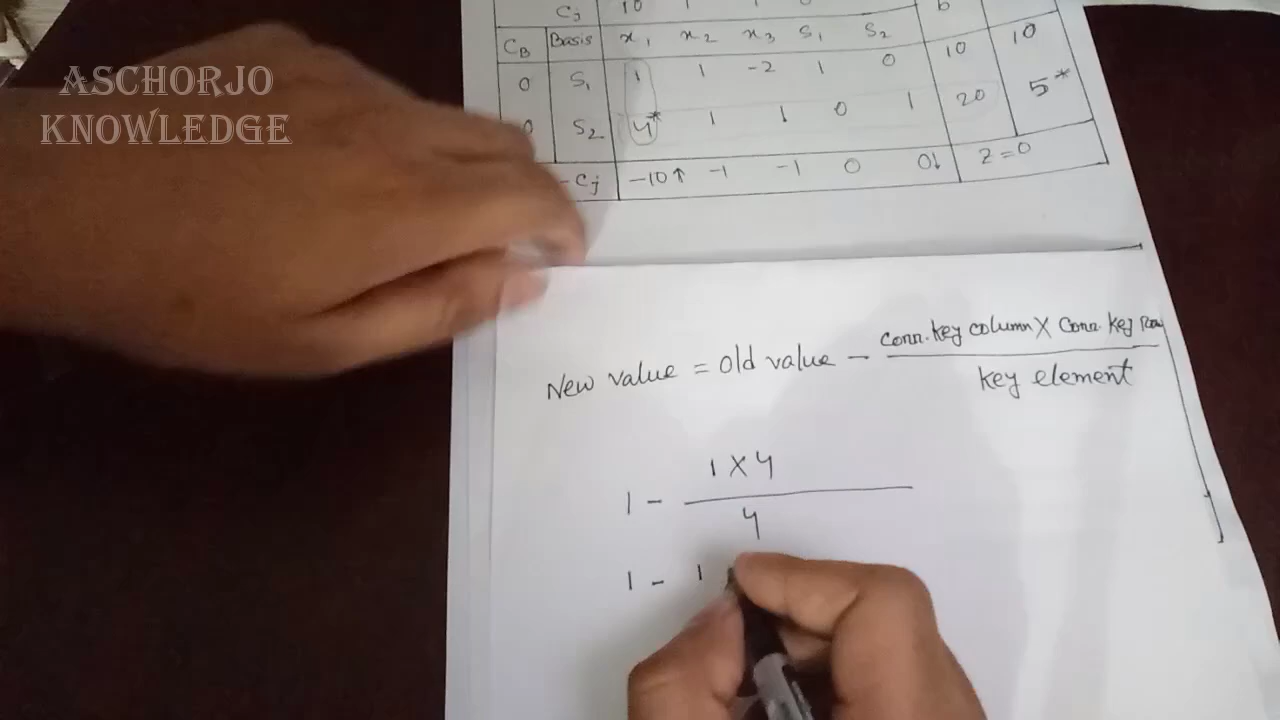 ASCHORJO
KNOWLEDGE
Cj 10 b
CB Basis x1 x2 x3 S1 S2
0 S1 1 1 -2 1 0 10 10
S2 4* 1 1 0 1 20 5*
-Cj -10↑ -1 -1 0 0↓ Z=0
New value = Old value - Corr. Key column X Corr. Key Row
Key element
1 - 1 X 4
4
1 - 1